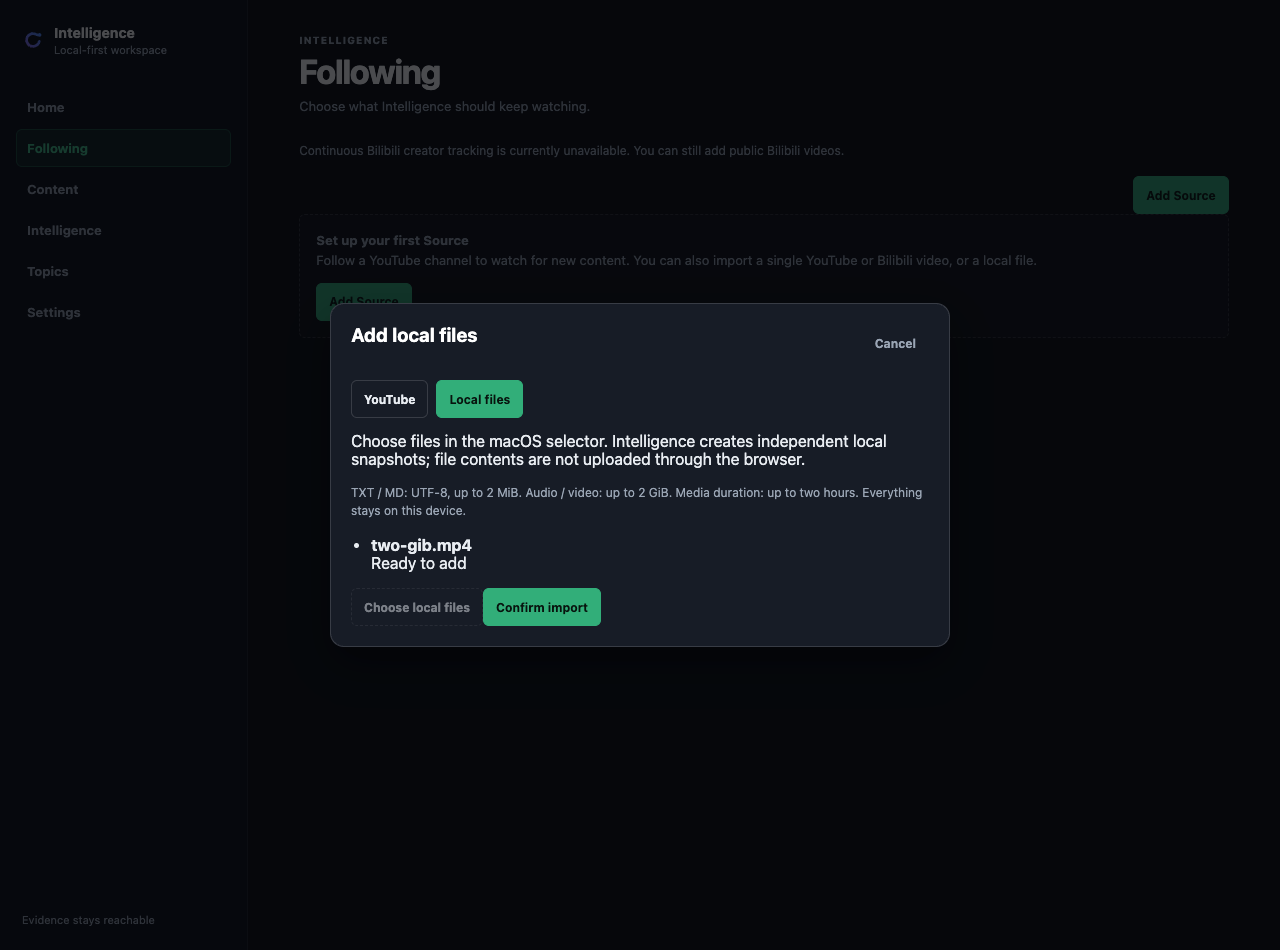 Intelligence
Local-first workspace
Home
Following
Content
Intelligence
Topics
Settings
Evidence stays reachable
INTELLIGENCE
Following
Choose what Intelligence should keep watching.
Continuous Bilibili creator tracking is currently unavailable. You can still add public Bilibili videos.
Add Source
Set up your first Source
Follow a YouTube channel to watch for new content. You can also import a single YouTube or Bilibili video, or a local file.
Add Source
Add local files
Cancel
YouTube
Local files
Choose files in the macOS selector. Intelligence creates independent local
snapshots; file contents are not uploaded through the browser.
TXT / MD: UTF-8, up to 2 MiB. Audio / video: up to 2 GiB. Media duration: up to two hours. Everything
stays on this device.
• two-gib.mp4
Ready to add
Choose local files
Confirm import